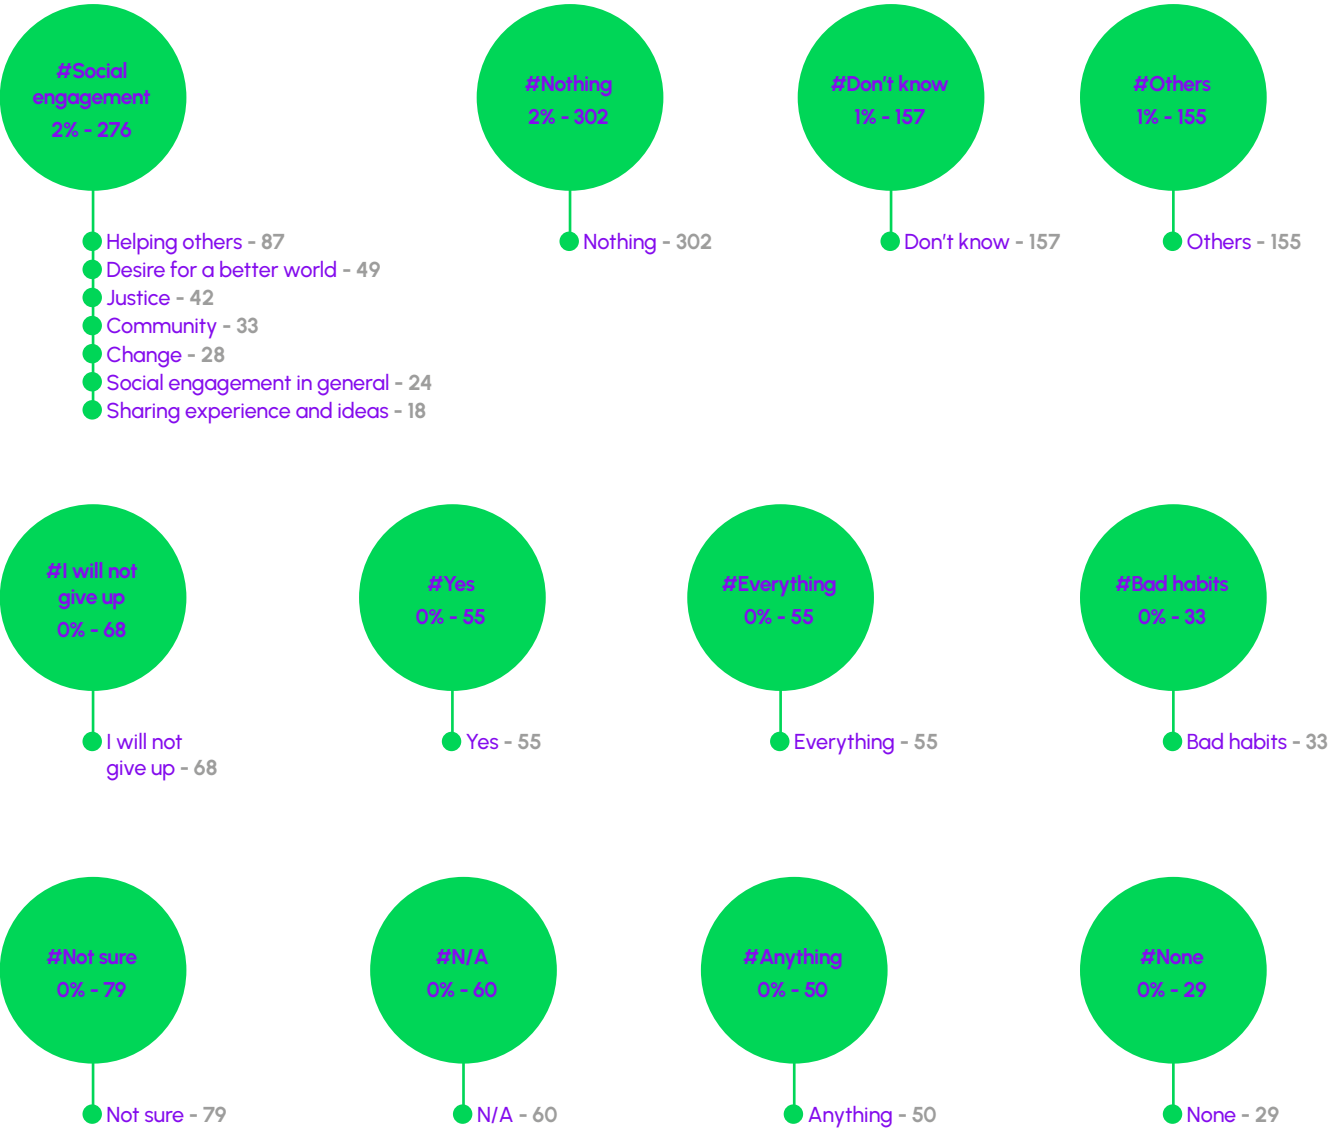 #Social
engagement
2% - 276
Helping others - 87
Desire for a better world - 49
Justice - 42
Community - 33
Change - 28
Social engagement in general - 24
Sharing experience and ideas - 18
#Nothing
2% - 302
Nothing - 302
#Don't know
1% - 157
Don't know - 157
#Others
1% - 155
Others - 155
#I will not
give up
0% - 68
I will not
give up - 68
#Yes
0% - 55
Yes - 55
#Everything
0% - 55
Everything - 55
#Bad habits
0% - 33
Bad habits - 33
#Not sure
0% - 79
Not sure - 79
#N/A
0% - 60
N/A - 60
#Anything
0% - 50
Anything - 50
#None
0% - 29
None - 29